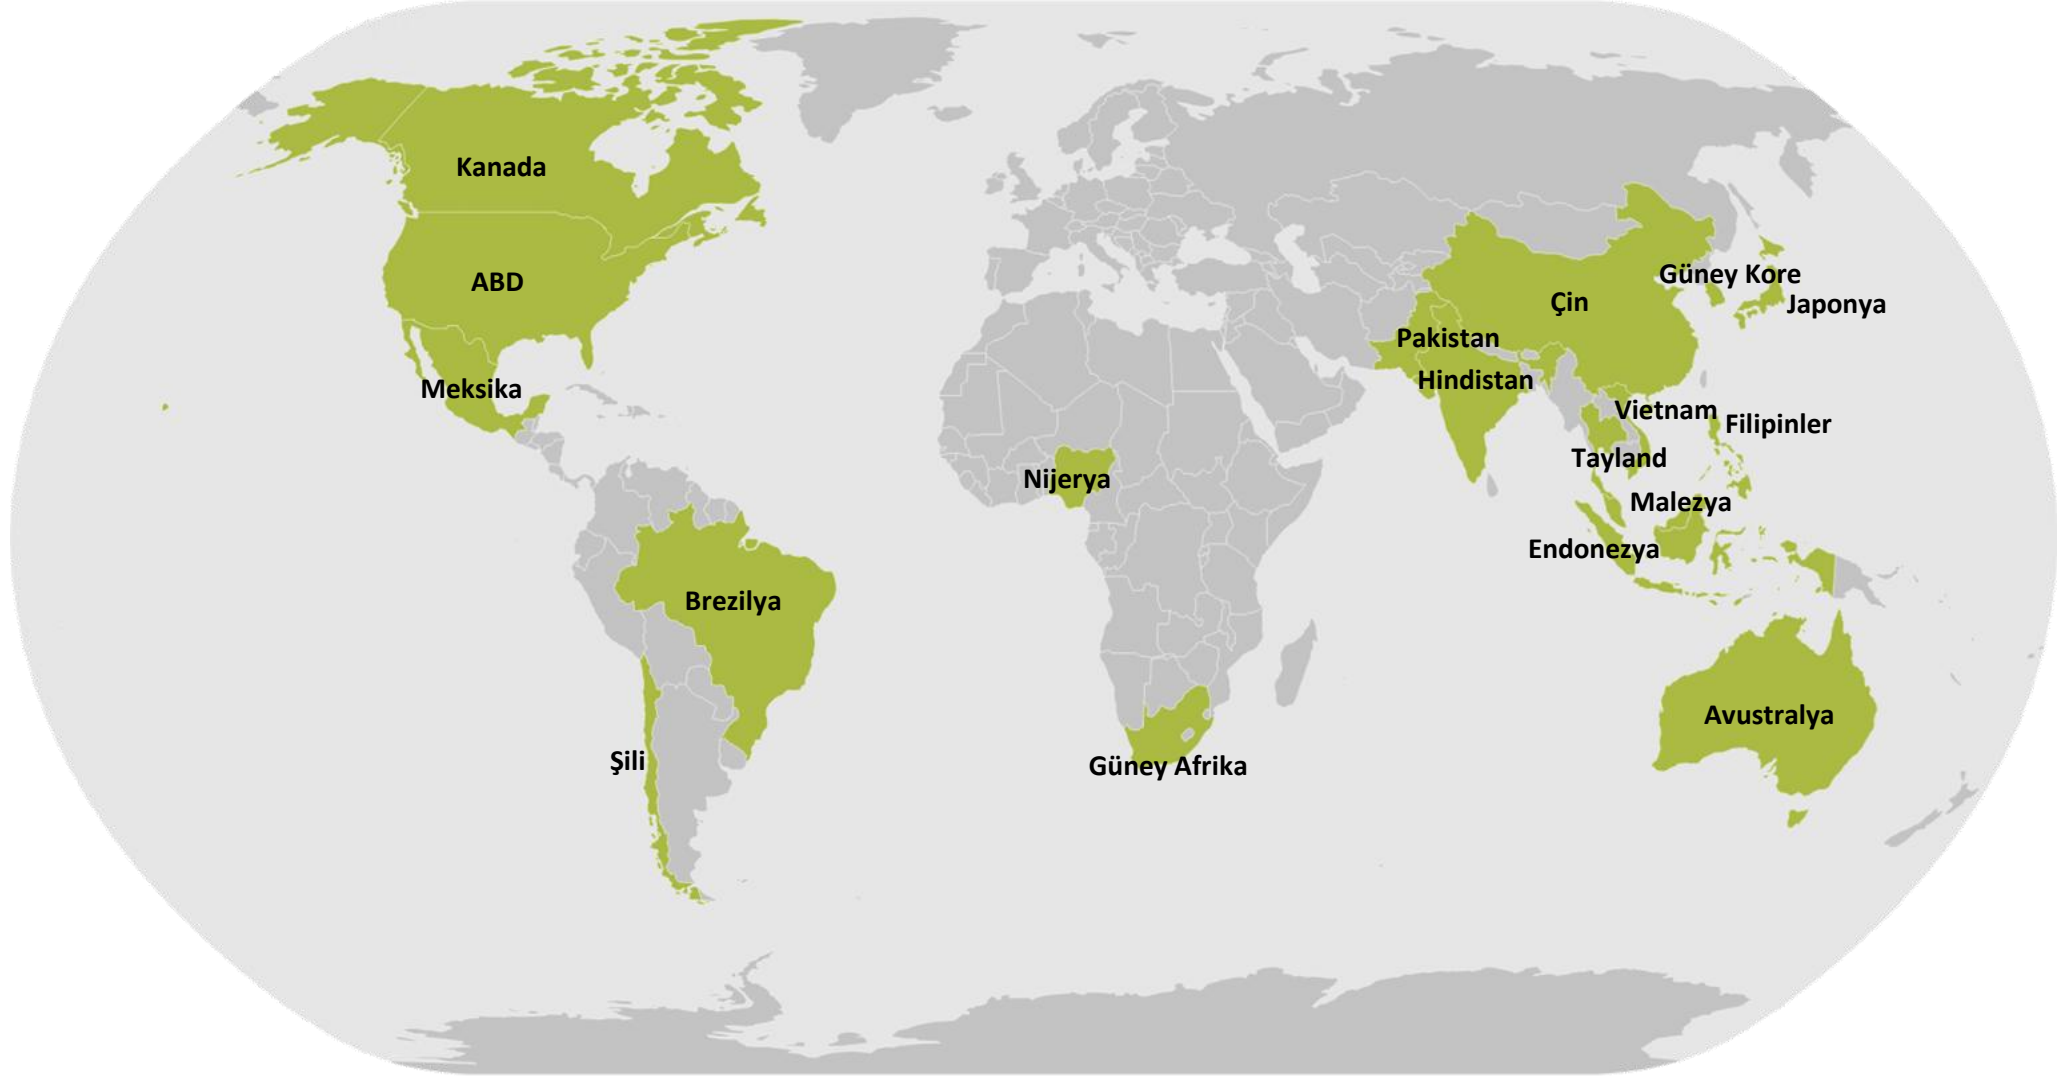 Kanada
ABD
Meksika
Brezilya
Şili
Nijerya
Güney Afrika
Güney Kore
Japonya
Çin
Pakistan
Hindistan
Vietnam
Filipinler
Tayland
Malezya
Endonezya
Avustralya